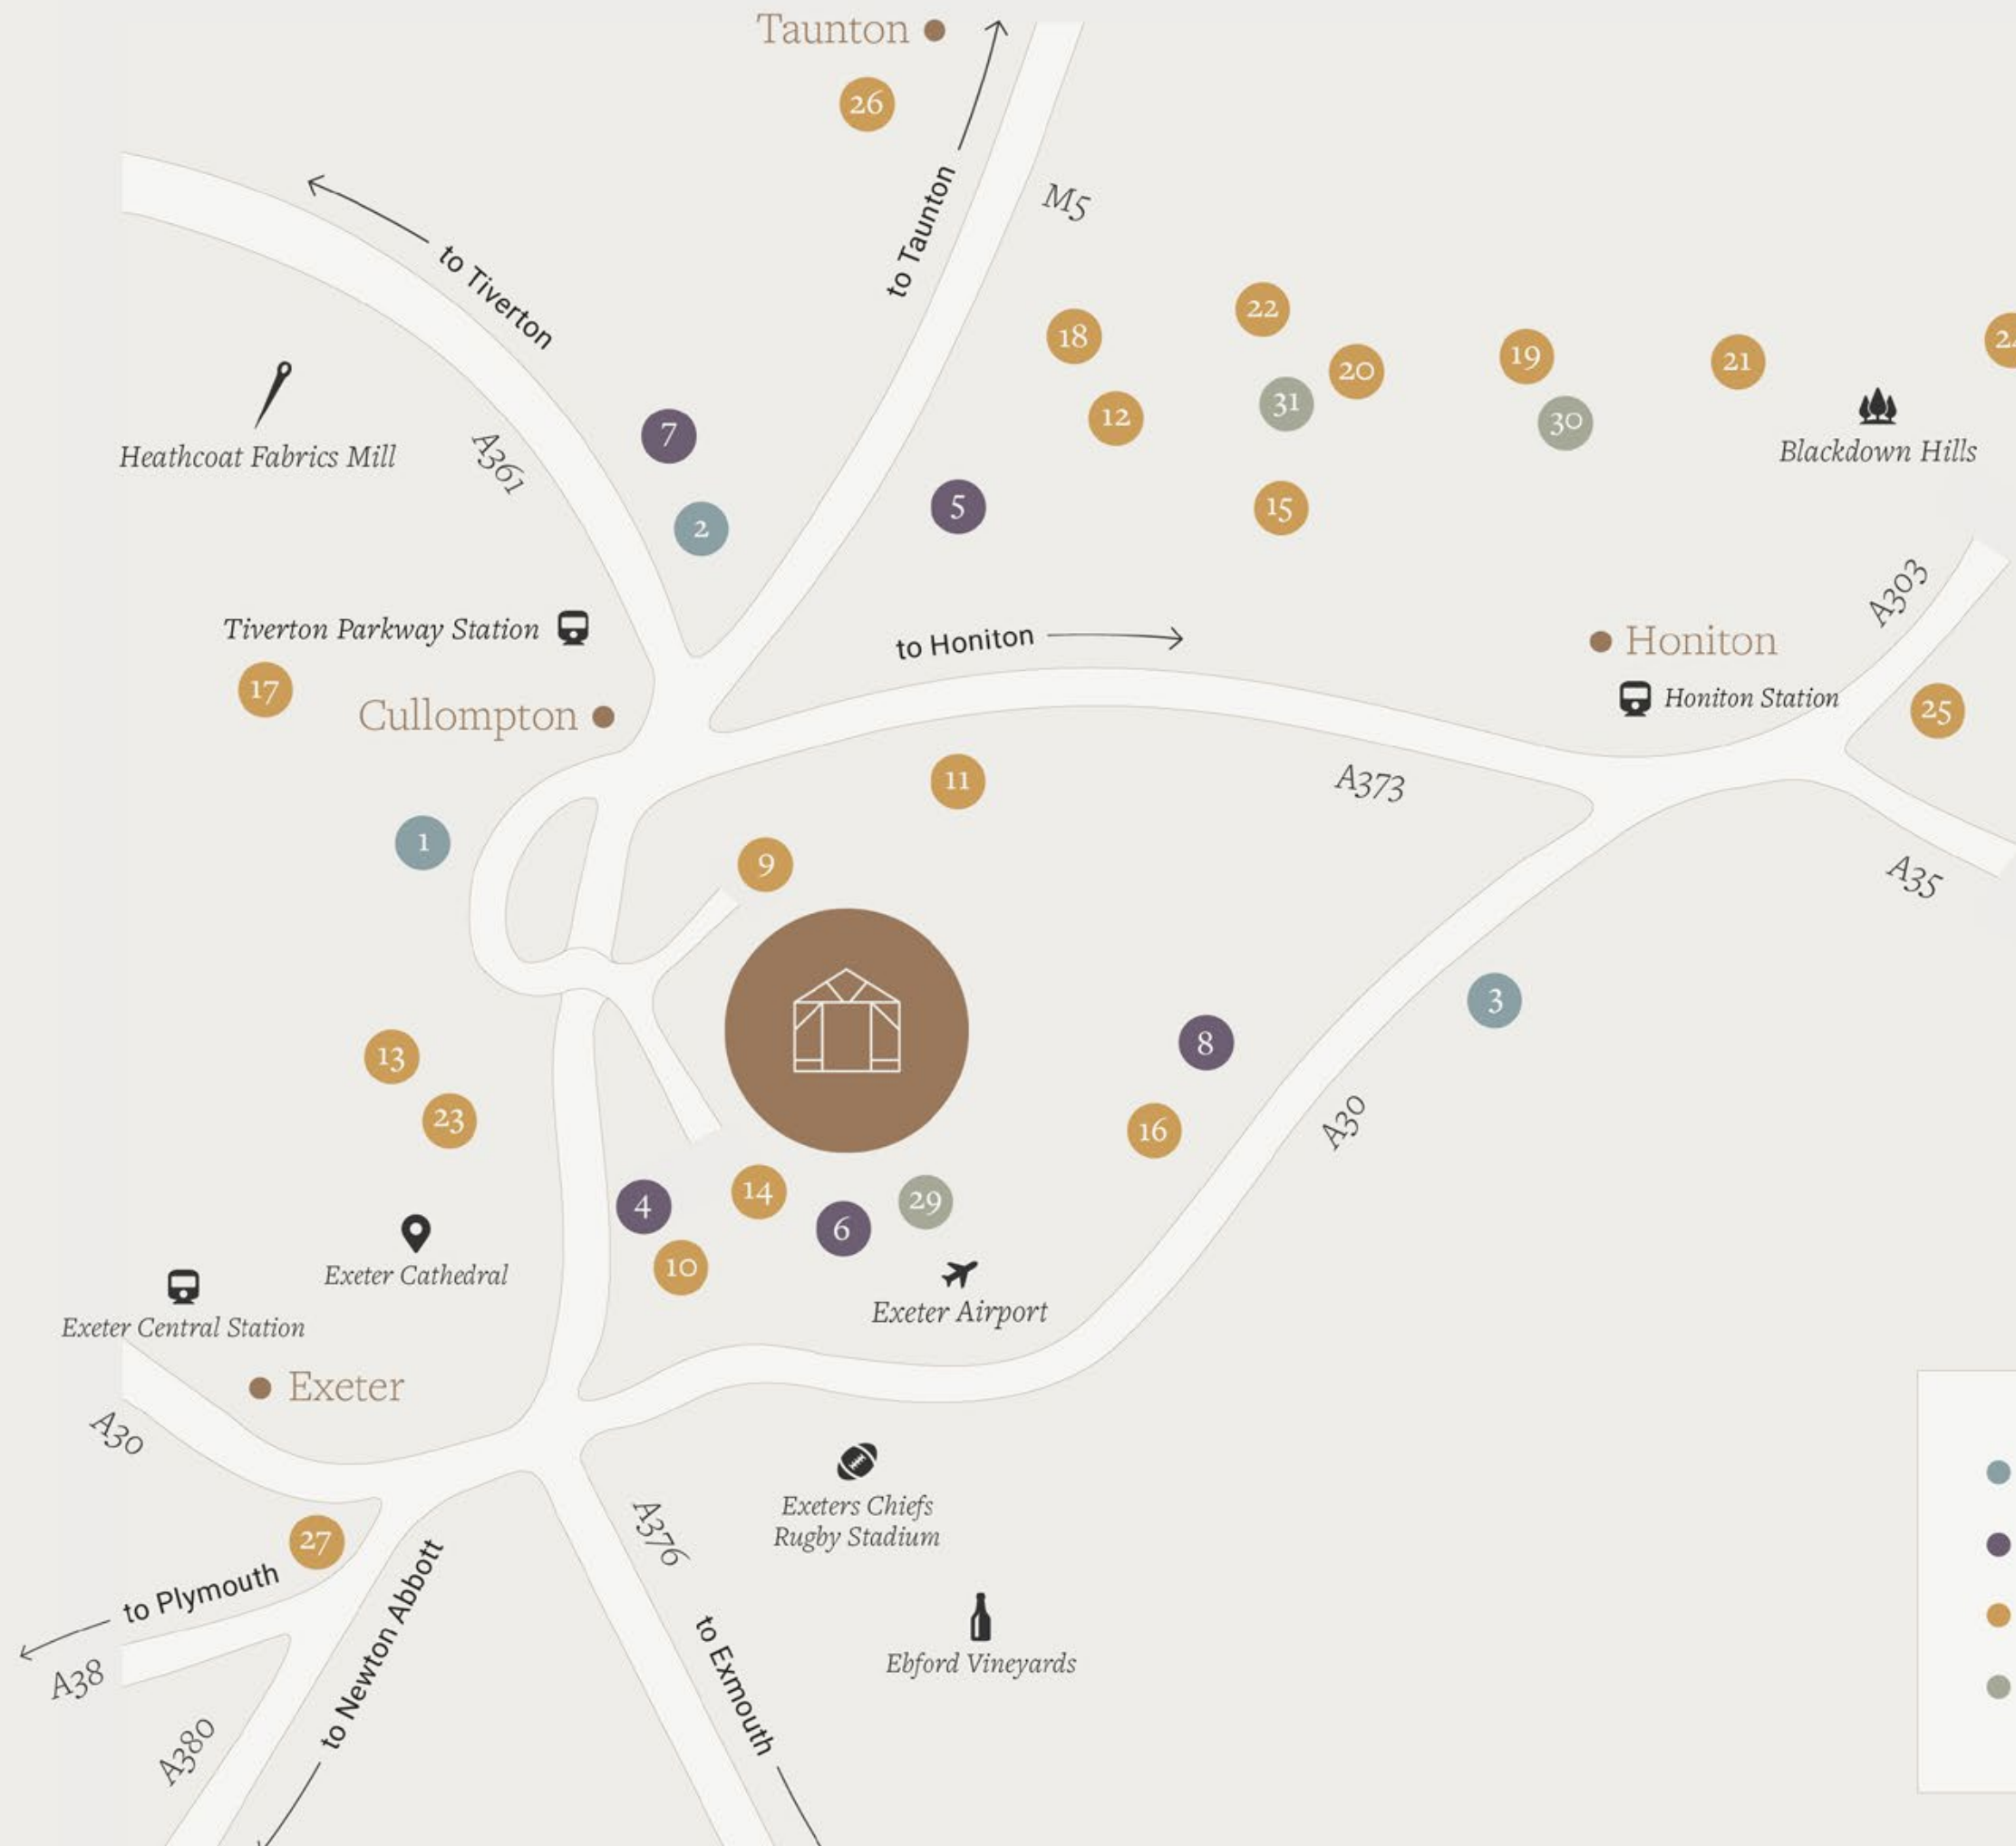 Taunton
26
to Taunton
M5
to Tiverton
22
18
24
19
21
20
31
12
30
7
A361
Heathcoat Fabrics Mill
Blackdown Hills
5
15
2
A303
Tiverton Parkway Station
to Honiton
Honiton
17
Honiton Station
Cullompton
25
11
A373
1
9
A35
3
8
13
23
16
A30
14
4
29
6
10
Exeter Cathedral
Exeter Airport
Exeter Central Station
Exeter
A30
Exeters Chiefs
Rugby Stadium
A376
27
to Plymouth
A38
to Newton Abbott
to Exmouth
Ebford Vineyards
A380